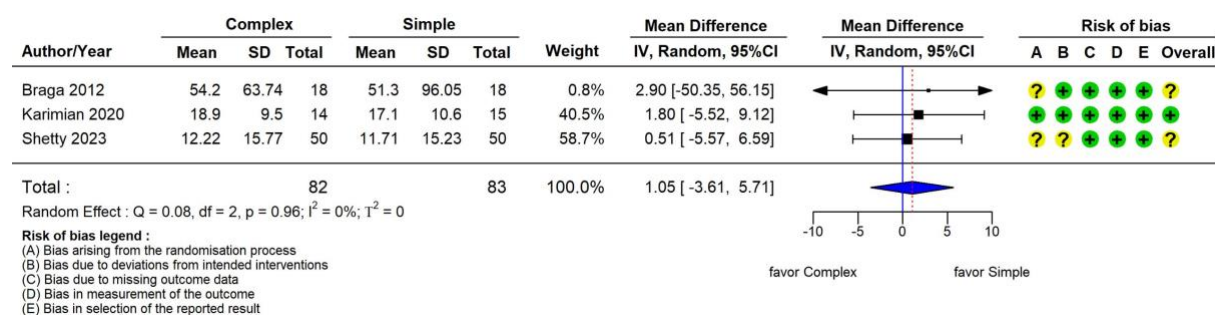 Complex Simple Mean Difference Mean Difference Risk of bias
Author/Year Mean SD Total Mean SD Total Weight IV, Random, 95%CI IV, Random, 95%CI A B C D E Overall
Braga 2012 54.2 63.74 18 51.3 96.05 18 0.8% 2.90 [-50.35, 56.15] ? + + + + ?
Karimian 2020 18.9 9.5 14 17.1 10.6 15 40.5% 1.80 [-5.52, 9.12] + + + + + +
Shetty 2023 12.22 15.77 50 11.71 15.23 50 58.7% 0.51 [-5.57, 6.59] ? ? + + + ?
Total : 82 83 100.0% 1.05 [ -3.61, 5.71]
Random Effect : Q = 0.08, df = 2, p = 0.96; I² = 0%; T² = 0
-10 -5 0 5 10
favor Complex favor Simple
Risk of bias legend :
(A) Bias arising from the randomisation process
(B) Bias due to deviations from intended interventions
(C) Bias due to missing outcome data
(D) Bias in measurement of the outcome
(E) Bias in selection of the reported result